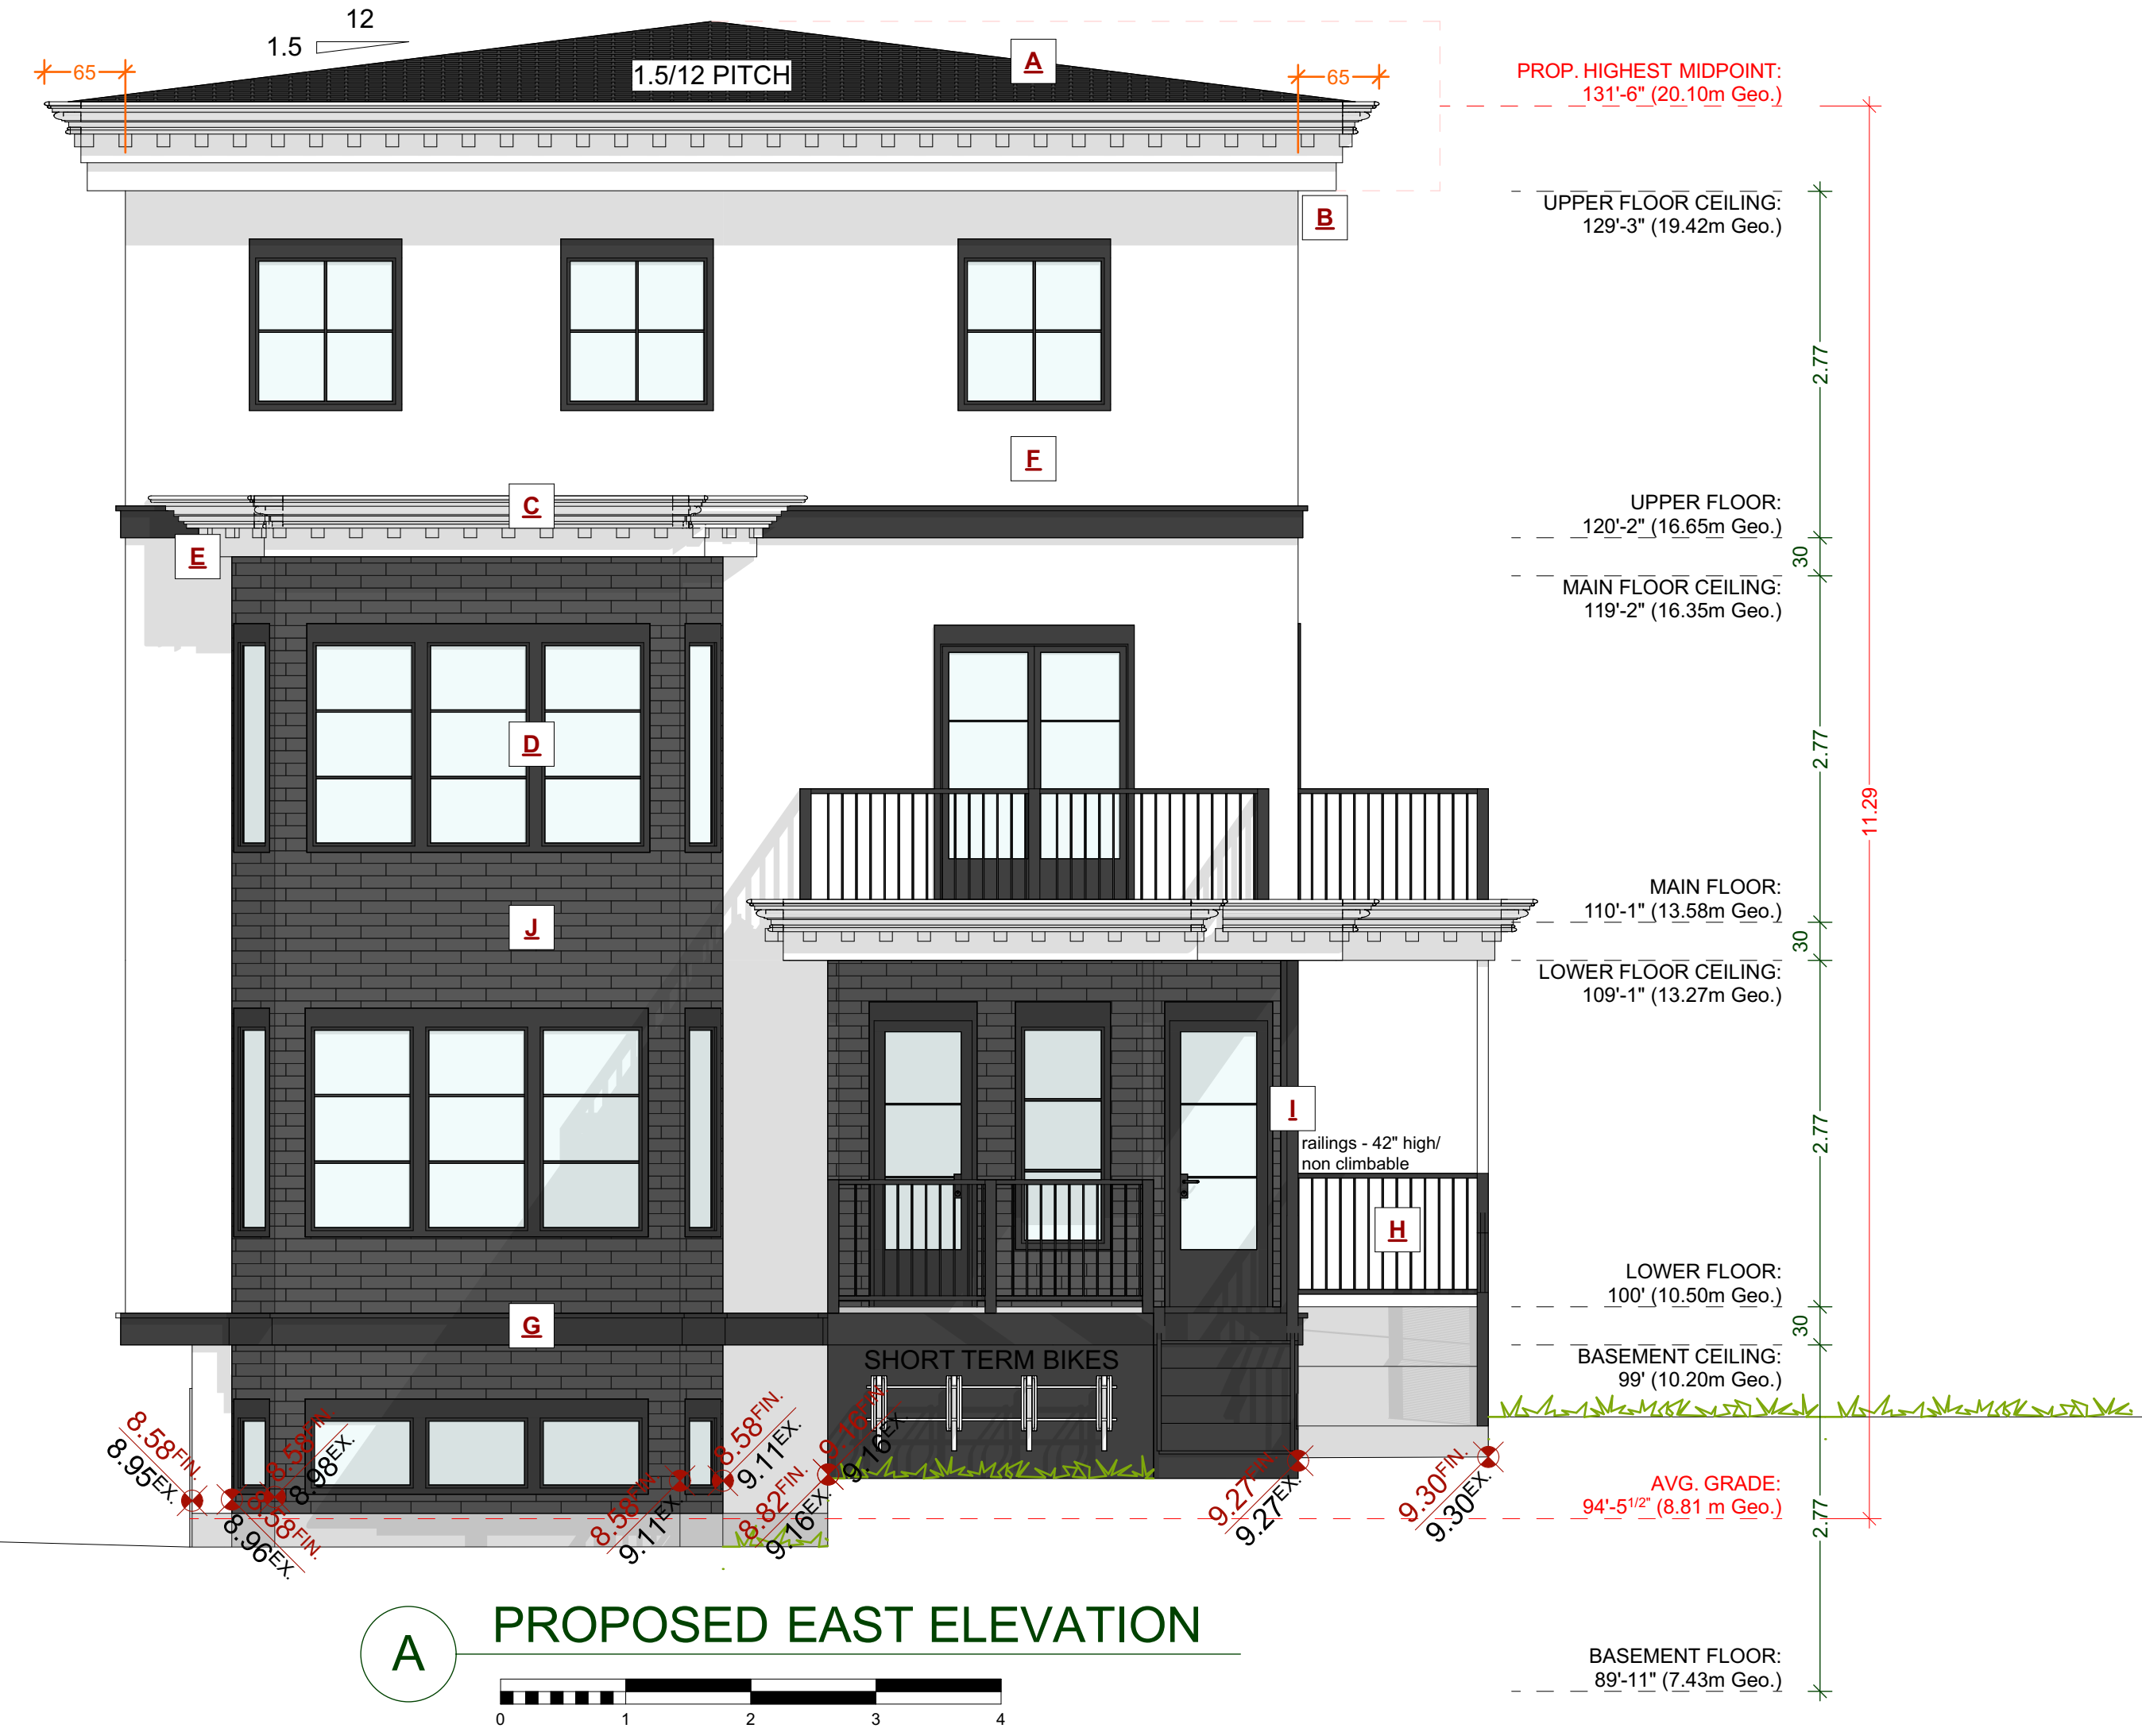 12
1.5
1.5/12 PITCH
65
65
A
B
PROP. HIGHEST MIDPOINT:
131'-6" (20.10m Geo.)
UPPER FLOOR CEILING:
129'-3" (19.42m Geo.)
2.77
F
C
E
UPPER FLOOR:
120'-2" (16.65m Geo.)
30
MAIN FLOOR CEILING:
119'-2" (16.35m Geo.)
D
2.77
11.29
J
MAIN FLOOR:
110'-1" (13.58m Geo.)
30
LOWER FLOOR CEILING:
109'-1" (13.27m Geo.)
I
railings - 42" high/
non climbable
2.77
H
LOWER FLOOR:
100' (10.50m Geo.)
30
G
SHORT TERM BIKES
BASEMENT CEILING:
99' (10.20m Geo.)
8.58FIN.
8.95EX.
8.58FIN.
8.98EX.
8.58FIN.
8.96EX.
8.58FIN.
9.11EX.
8.58FIN.
9.11EX.
8.82FIN.
9.16EX.
9.16FIN.
9.16EX.
9.27FIN.
9.27EX.
9.30FIN.
9.30EX.
AVG. GRADE:
94'-51/2" (8.81 m Geo.)
2.77
A
PROPOSED EAST ELEVATION
0 1 2 3 4
BASEMENT FLOOR:
89'-11" (7.43m Geo.)